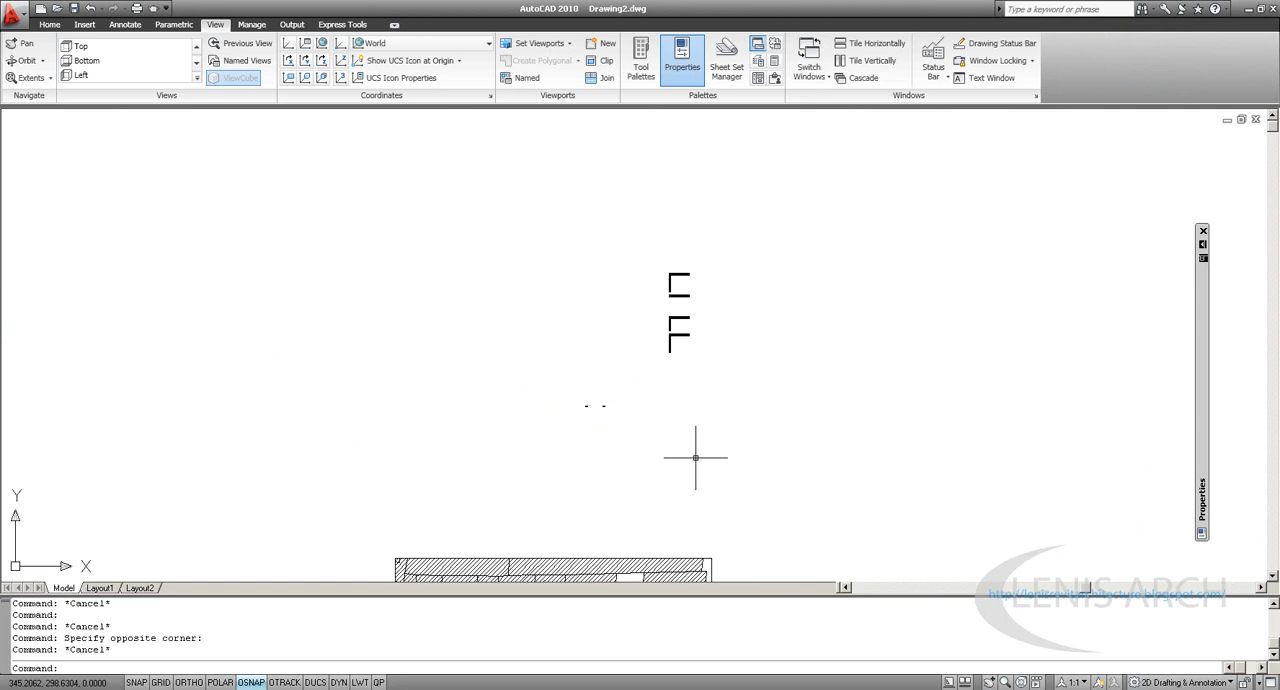 AutoCAD 2010 Drawing2.dwg
Type a keyword or phrase
Home Insert Annotate Parametric View Manage Output Express Tools
Pan
Orbit
Extents
Navigate
Top
Bottom
Left
Views
Previous View
Named Views
ViewCube
World
Show UCS Icon at Origin
UCS Icon Properties
Coordinates
Set Viewports
Create Polygonal
Named
New
Clip
Join
Viewports
Tool
Palettes
Properties
Sheet Set
Manager
Palettes
Switch
Windows
Tile Horizontally
Tile Vertically
Cascade
Status
Bar
Drawing Status Bar
Window Locking
Text Window
Windows
Properties
Y
X
Model Layout1 Layout2
LENIS ARCH
Command: *Cancel*
Command:
Command: *Cancel*
Command: Specify opposite corner:
Command: *Cancel*
Command:
345.2062, 298.6304, 0.0000 SNAP GRID ORTHO POLAR OSNAP OTRACK DUCS DYN LWT QP
1:1 2D Drafting & Annotation